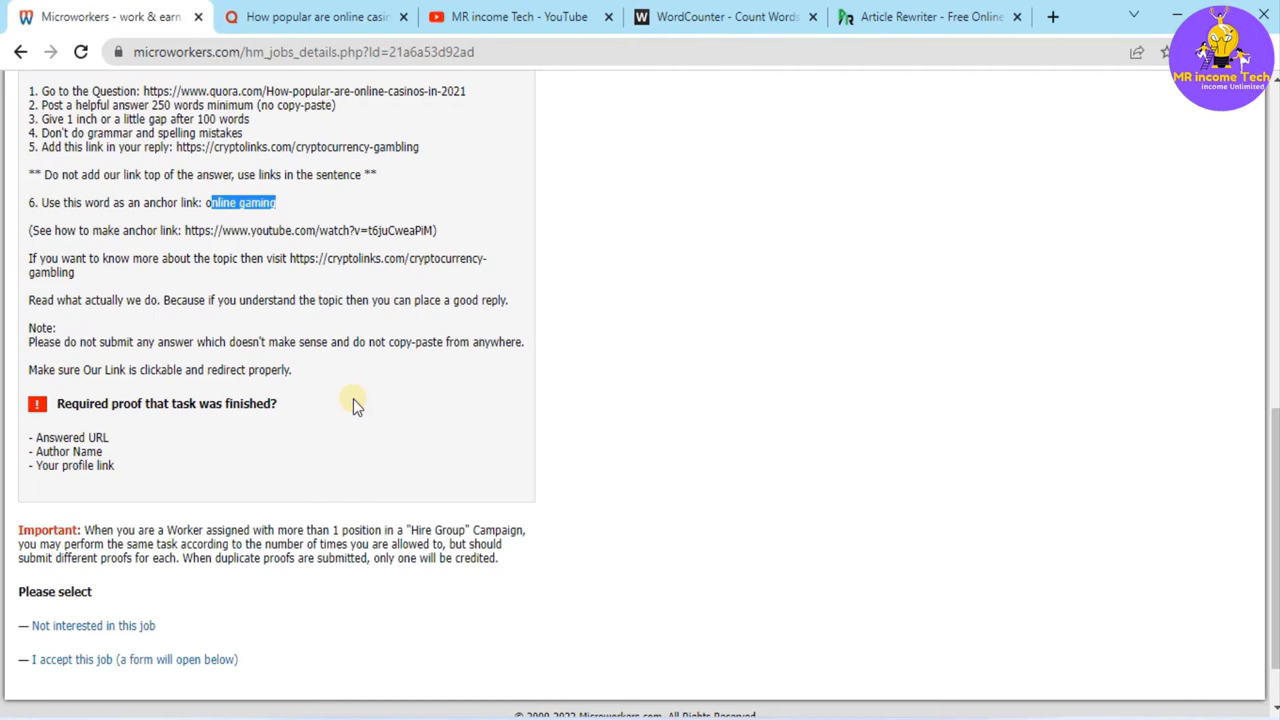 Microworkers - work & earn
How popular are online casin
MR income Tech - YouTube
WordCounter - Count Words
Article Rewriter - Free Online
microworkers.com/hm_jobs_details.php?Id=21a6a53d92ad
MR income Tech
income Unlimited
1. Go to the Question: https://www.quora.com/How-popular-are-online-casinos-in-2021
2. Post a helpful answer 250 words minimum (no copy-paste)
3. Give 1 inch or a little gap after 100 words
4. Don't do grammar and spelling mistakes
5. Add this link in your reply: https://cryptolinks.com/cryptocurrency-gambling
** Do not add our link top of the answer, use links in the sentence **
6. Use this word as an anchor link: online gaming
(See how to make anchor link: https://www.youtube.com/watch?v=t6juCweaPiM)
If you want to know more about the topic then visit https://cryptolinks.com/cryptocurrency-
gambling
Read what actually we do. Because if you understand the topic then you can place a good reply.
Note:
Please do not submit any answer which doesn't make sense and do not copy-paste from anywhere.
Make sure Our Link is clickable and redirect properly.
! Required proof that task was finished?
- Answered URL
- Author Name
- Your profile link
Important: When you are a Worker assigned with more than 1 position in a "Hire Group" Campaign,
you may perform the same task according to the number of times you are allowed to, but should
submit different proofs for each. When duplicate proofs are submitted, only one will be credited.
Please select
— Not interested in this job
— I accept this job (a form will open below)
© 2009-2022 Microworkers.com. All Rights Reserved